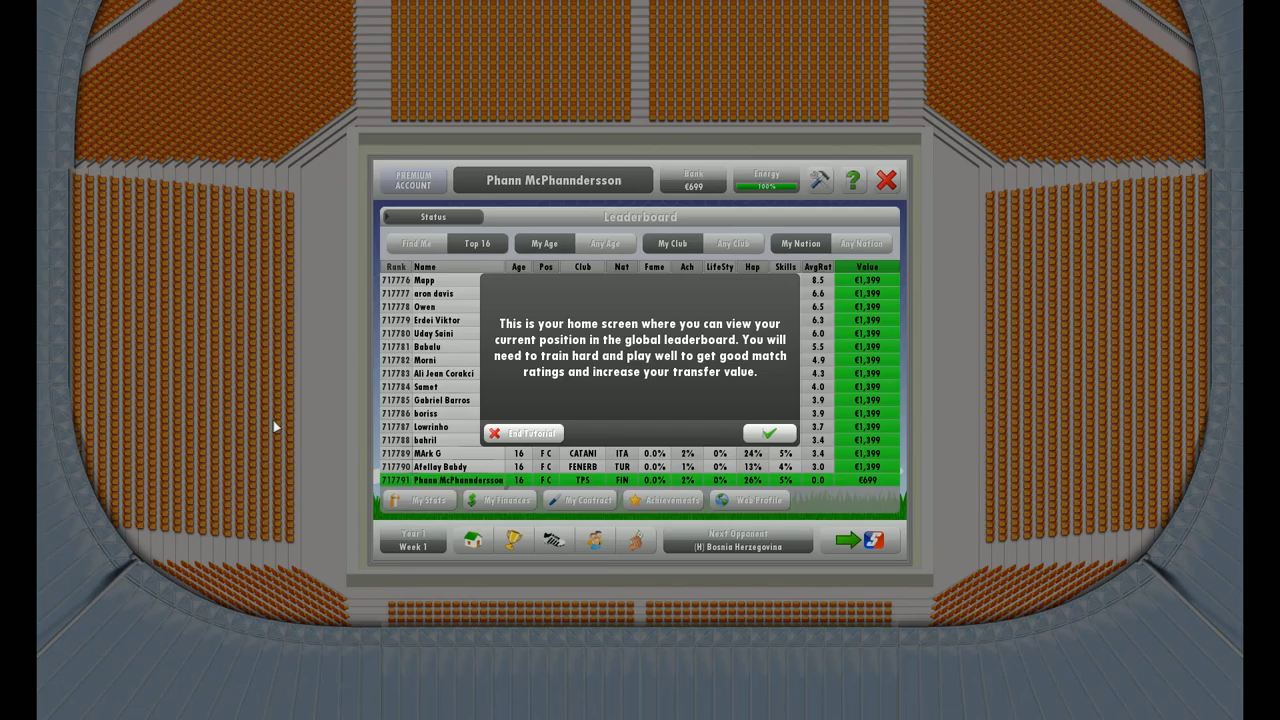 PREMIUM
ACCOUNT
Phann McPhanndersson
Bank
€699
Energy
100%
Status
Leaderboard
Find Me
Top 16
My Age
Any Age
My Club
Any Club
My Nation
Any Nation
Rank Name Age Pos Club Nat Fame Ach LifeSty Hap Skills AvgRat Value
717776 Mapp 8.5 €1,399
717777 aron davis 6.6 €1,399
717778 Owen 6.5 €1,399
717779 Erdei Viktor 6.3 €1,399
717780 Uday Saini 6.0 €1,399
717781 Babalu 5.5 €1,399
717782 Morni 4.9 €1,399
717783 Ali Jean Corakci 4.3 €1,399
717784 Samet 4.0 €1,399
717785 Gabriel Barros 3.9 €1,399
717786 boriss 3.9 €1,399
717787 Lowrinho 3.7 €1,399
717788 bahril 3.4 €1,399
717789 MArk G 16 F C CATANI ITA 0.0% 2% 0% 24% 5% 3.4 €1,399
717790 Afellay Babdy 16 F C FENERB TUR 0.0% 1% 0% 13% 4% 3.0 €1,399
717791 Phann McPhanndersson 16 F C TPS FIN 0.0% 2% 0% 26% 5% 0.0 €699
This is your home screen where you can view your
current position in the global leaderboard. You will
need to train hard and play well to get good match
ratings and increase your transfer value.
End Tutorial
My Stats
My Finances
My Contract
Achievements
Web Profile
Year 1
Week 1
Next Opponent
(H) Bosnia Herzegovina